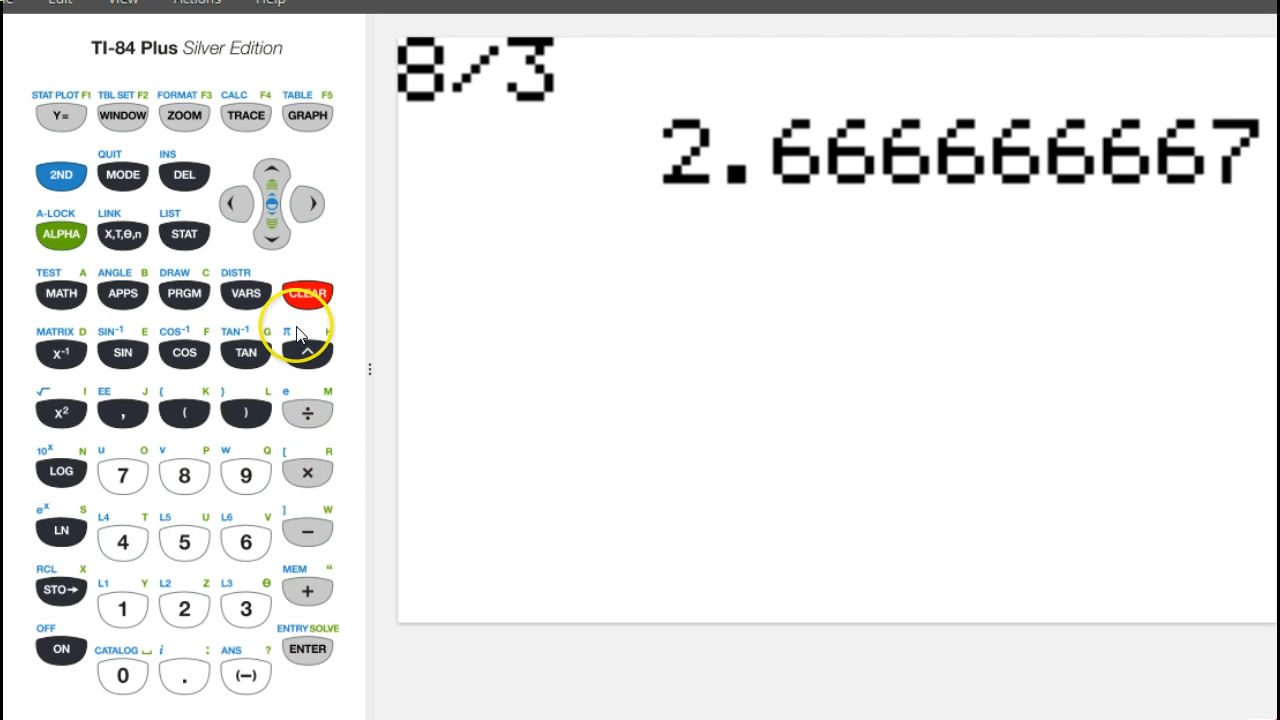 Edit View Actions Help
TI-84 Plus Silver Edition
STAT PLOT F1 TBL SET F2 FORMAT F3 CALC F4 TABLE F5
Y= WINDOW ZOOM TRACE GRAPH
QUIT INS
2ND MODE DEL
A-LOCK LINK LIST
ALPHA X,T,Θ,n STAT
TEST A ANGLE B DRAW C DISTR
MATH APPS PRGM VARS CLEAR
MATRIX D SIN⁻¹ E COS⁻¹ F TAN⁻¹ G π H
x⁻¹ SIN COS TAN ^
√ I EE J { K } L e M
x² , ( ) ÷
10ˣ N u O v P w Q [ R
LOG 7 8 9 ×
eˣ S L4 T L5 U L6 V ] W
LN 4 5 6 −
RCL X L1 Y L2 Z L3 Θ MEM "
STO→ 1 2 3 +
OFF CATALOG ⎵ i : ANS ? ENTRY SOLVE
ON 0 . (−) ENTER
8/3
2.666666667